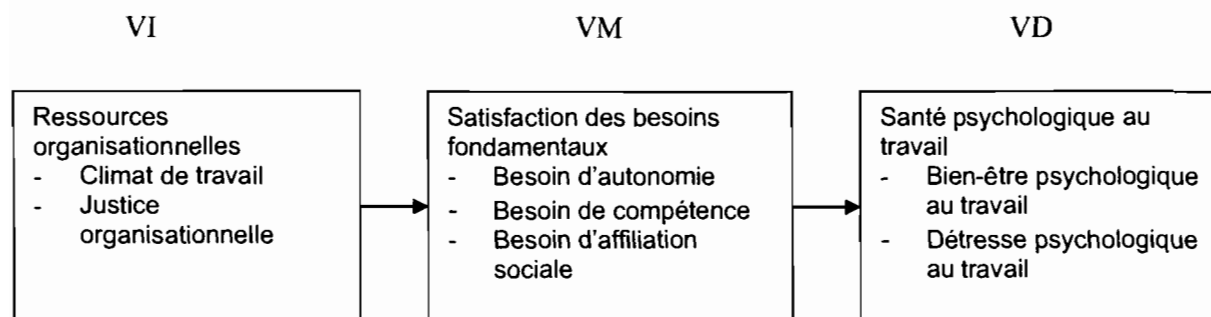 VI
VM
VD
Ressources
organisationnelles
- Climat de travail
- Justice
organisationnelle
Satisfaction des besoins
fondamentaux
- Besoin d'autonomie
- Besoin de compétence
- Besoin d'affiliation
sociale
Santé psychologique au
travail
- Bien-être psychologique
au travail
- Détresse psychologique
au travail